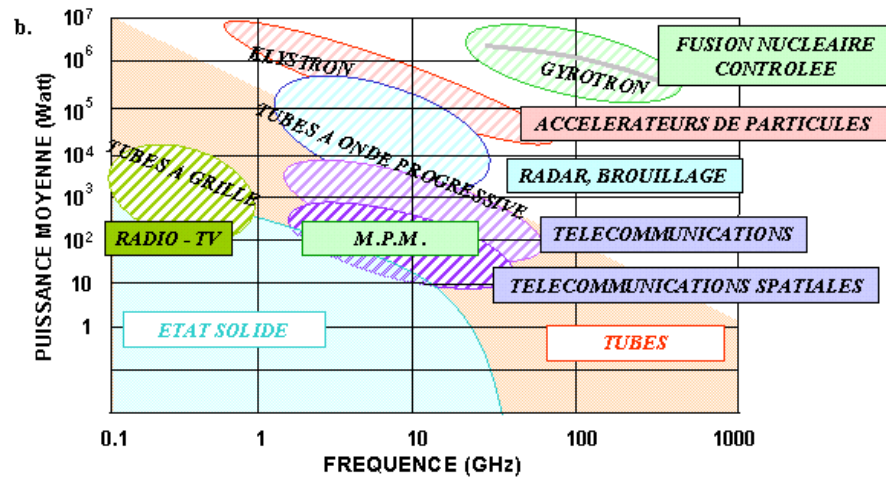 b.
PUISSANCE MOYENNE (Watt)
10⁷
10⁶
10⁵
10⁴
10³
10²
10
1
KLYSTRON
GYROTRON
FUSION NUCLEAIRE
CONTROLEE
TUBES A ONDE PROGRESSIVE
ACCELERATEURS DE PARTICULES
TUBES A GRILLE
RADAR, BROUILLAGE
RADIO - TV
M.P.M.
TELECOMMUNICATIONS
TELECOMMUNICATIONS SPATIALES
ETAT SOLIDE
TUBES
0.1
1
10
100
1000
FREQUENCE (GHz)